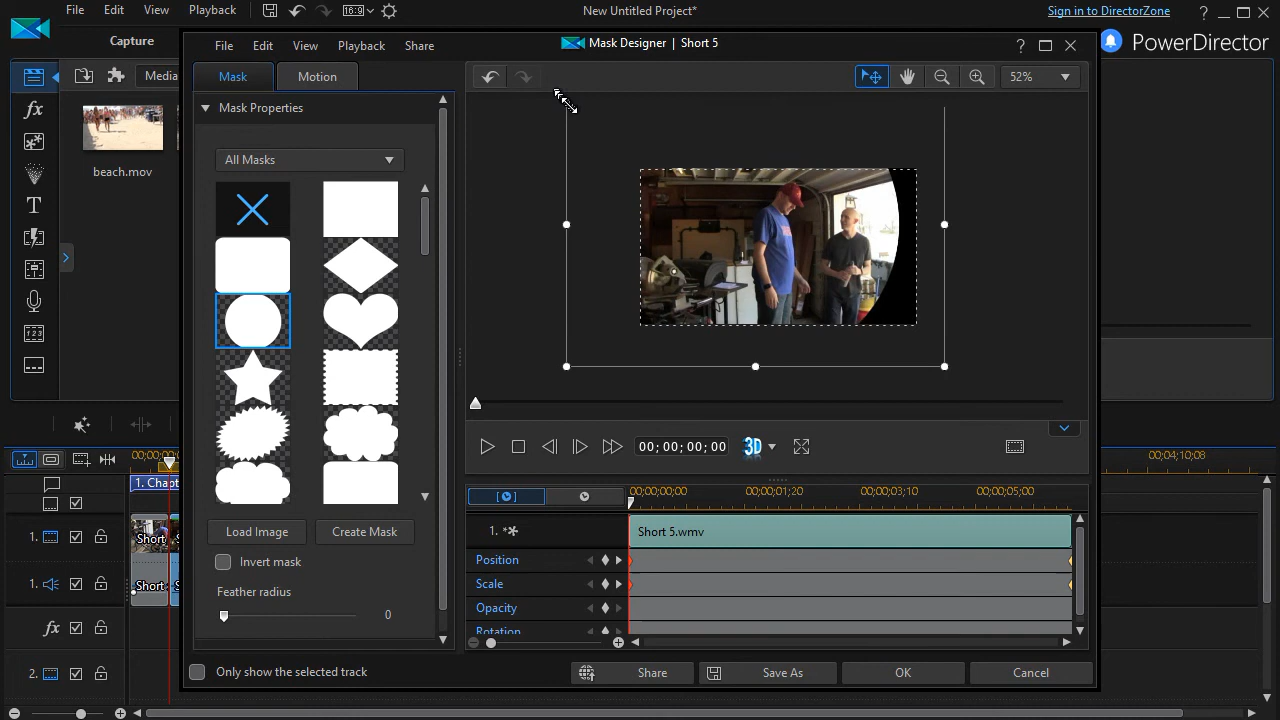 File Edit View Playback 16:9 New Untitled Project* Sign in to DirectorZone ?
Capture
PowerDirector
File Edit View Playback Share Mask Designer | Short 5 ?
Mask Motion 52%
Media
Mask Properties
beach.mov
All Masks
00;00;00;00 3D
Load Image Create Mask
Invert mask
Feather radius
0
00;00;00;00 00;00;01;20 00;00;03;10 00;00;05;00
1. Short 5.wmv
Position
Scale
Opacity
Rotation
Only show the selected track
Share Save As OK Cancel
T
fx
00;04;10;08
1. Chapt
1. Short
1. Short
fx
2.